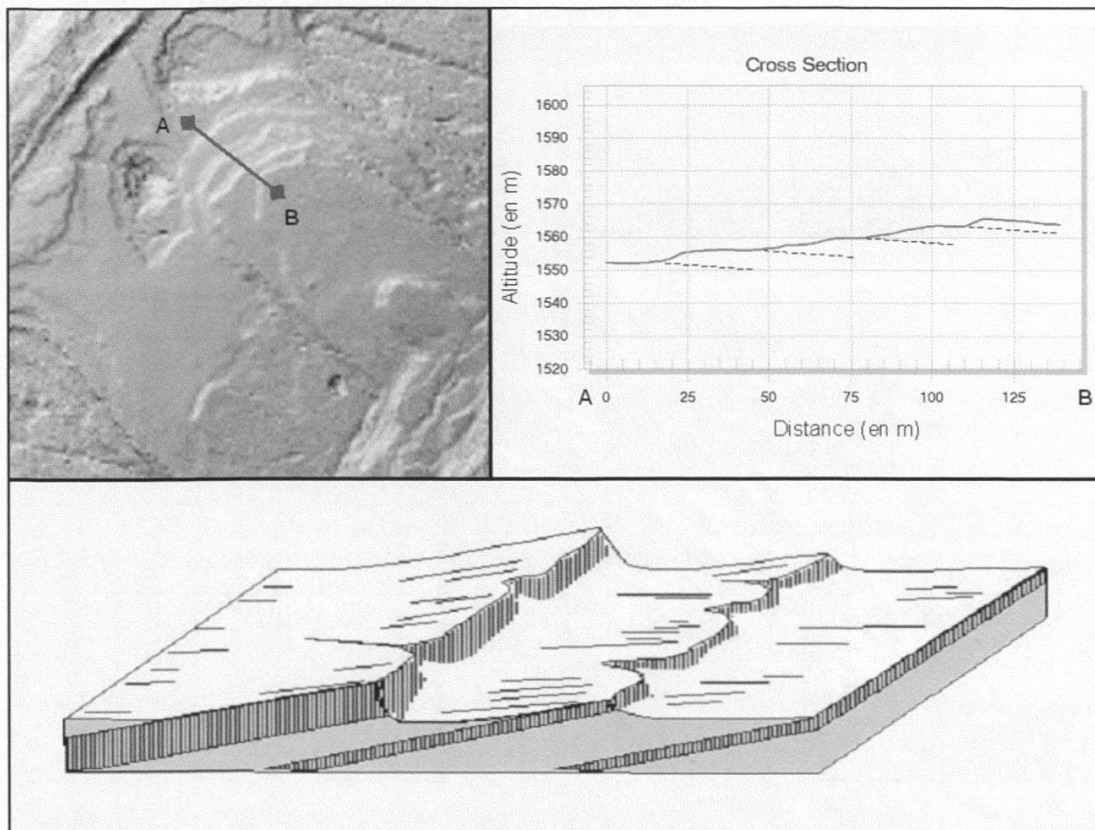 A
B
Cross Section
Altitude (en m)
1600
1590
1580
1570
1560
1550
1540
1530
1520
A 0 25 50 75 100 125 B
Distance (en m)